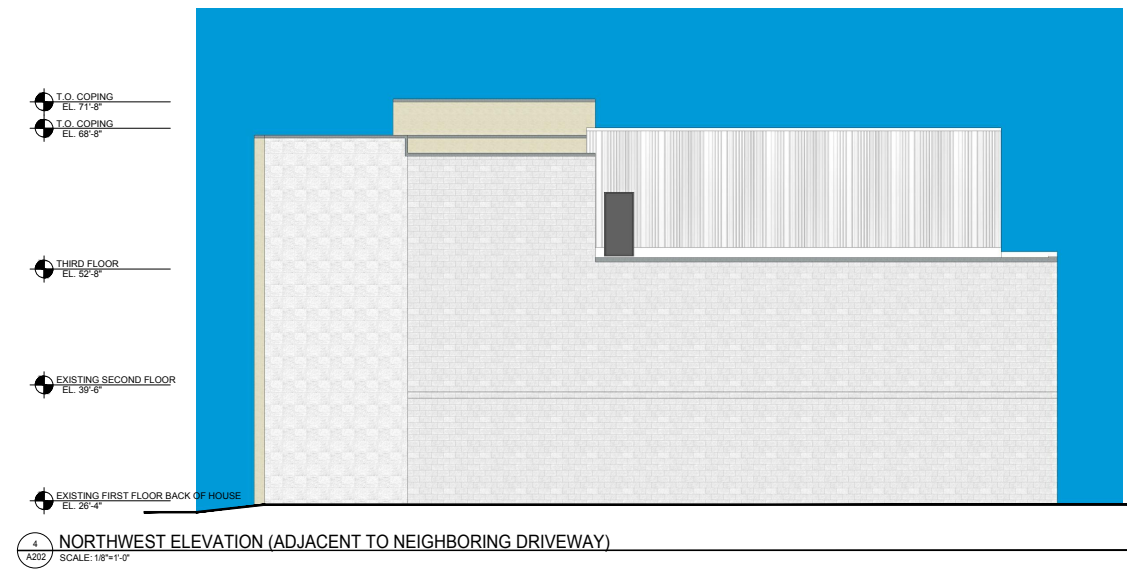 T.O. COPING
EL. 71'-8"
T.O. COPING
EL. 68'-8"
THIRD FLOOR
EL. 52'-8"
EXISTING SECOND FLOOR
EL. 39'-6"
EXISTING FIRST FLOOR BACK OF HOUSE
EL. 26'-4"
4
A202
NORTHWEST ELEVATION (ADJACENT TO NEIGHBORING DRIVEWAY)
SCALE: 1/8"=1'-0"